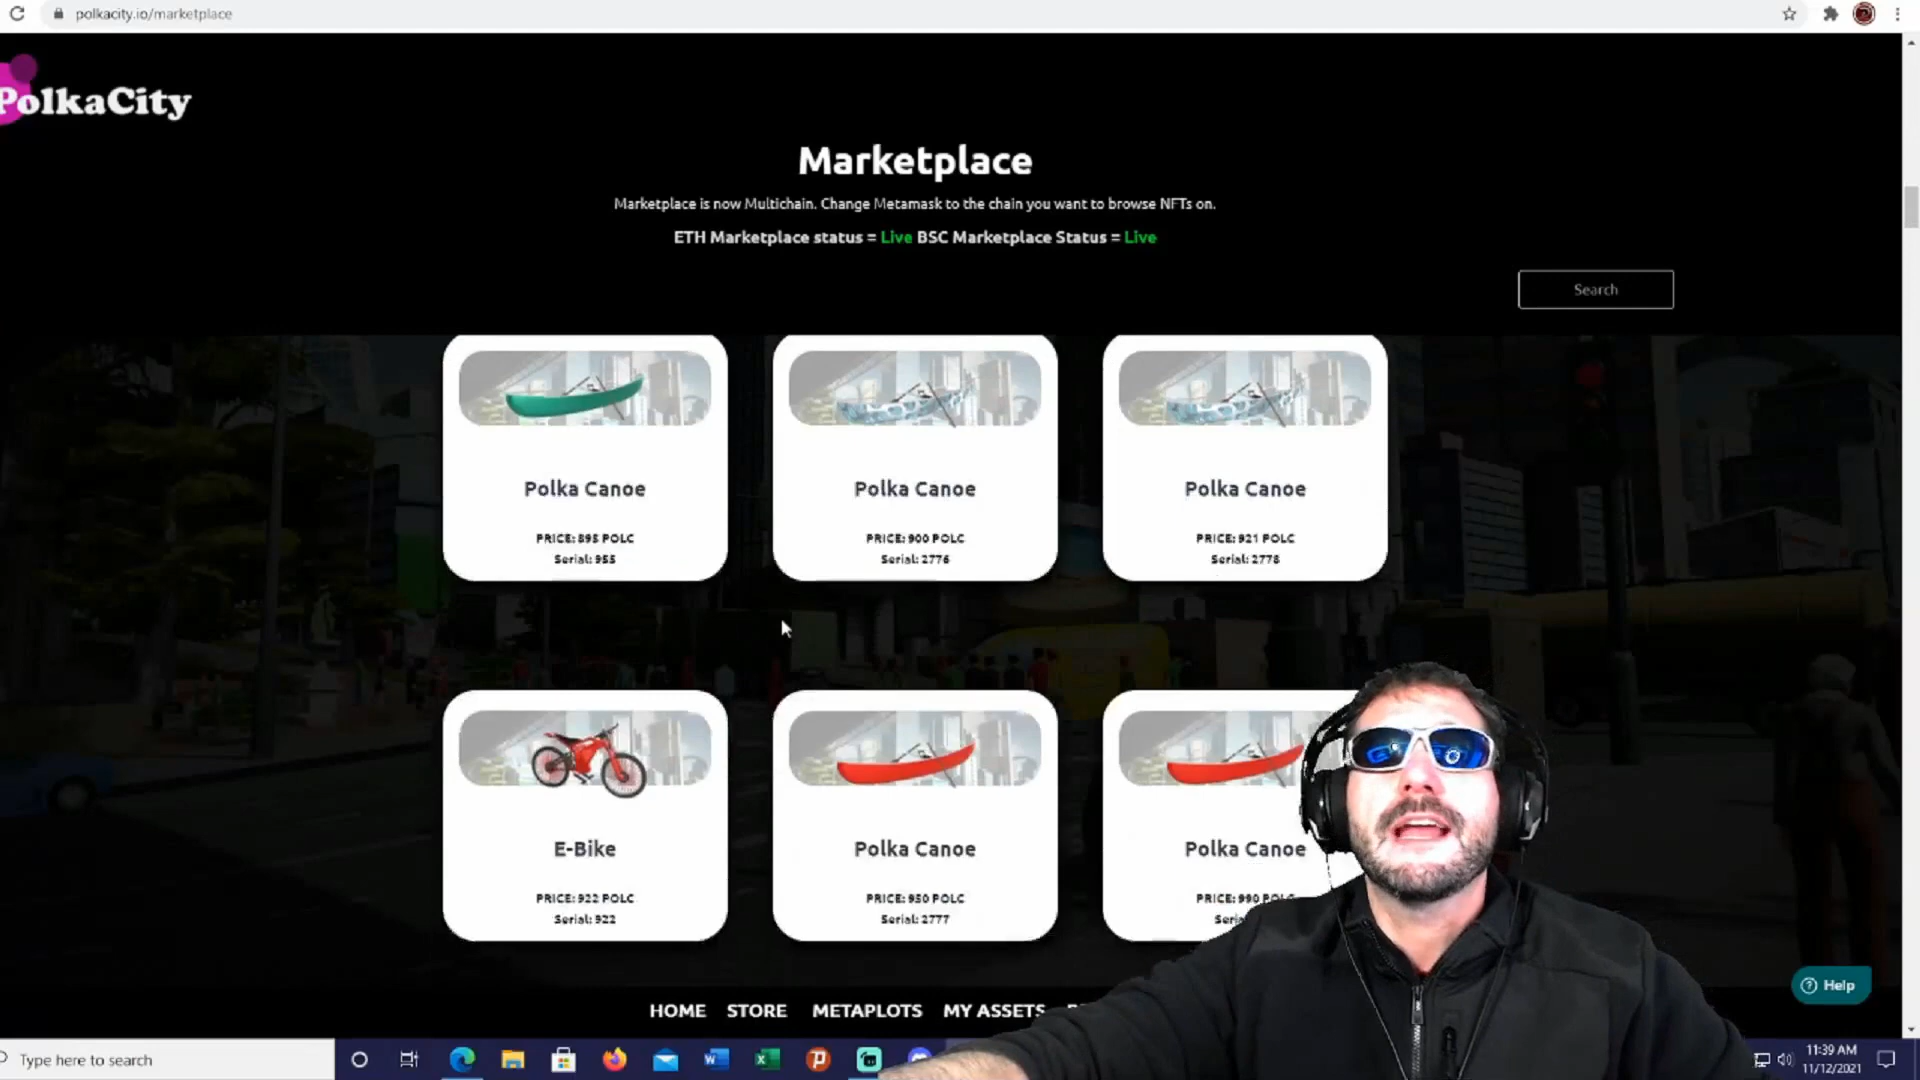 polkacity.io/marketplace
PolkaCity
Marketplace
Marketplace is now Multichain. Change Metamask to the chain you want to browse NFTs on.
ETH Marketplace status = Live BSC Marketplace Status = Live
Search
Polka Canoe
PRICE: 895 POLC
Serial: 955
Polka Canoe
PRICE: 900 POLC
Serial: 2776
Polka Canoe
PRICE: 921 POLC
Serial: 2778
E-Bike
PRICE: 922 POLC
Serial: 922
Polka Canoe
PRICE: 950 POLC
Serial: 2777
Polka Canoe
PRICE: 990
HOME STORE METAPLOTS MY ASSETS
Help
Type here to search
11:39 AM
11/12/2021